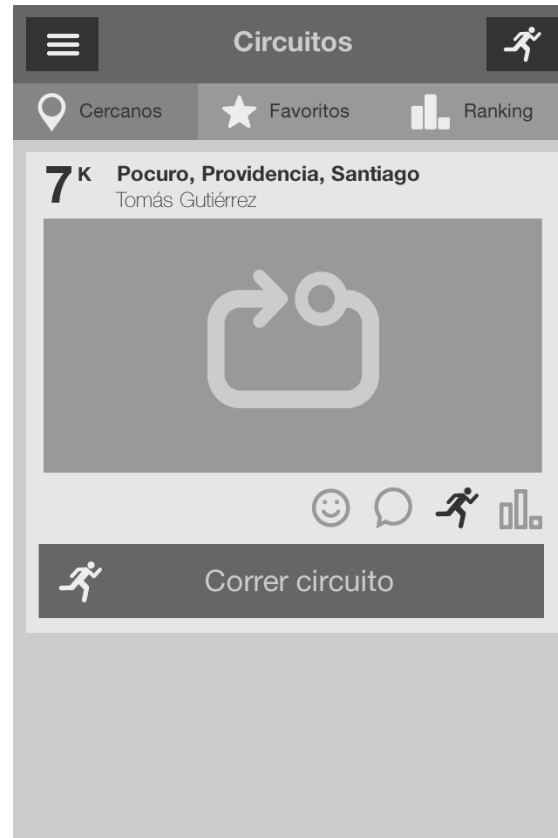 Circuitos
Cercanos Favoritos Ranking
7 K Pocuro, Providencia, Santiago
Tomás Gutiérrez
Correr circuito